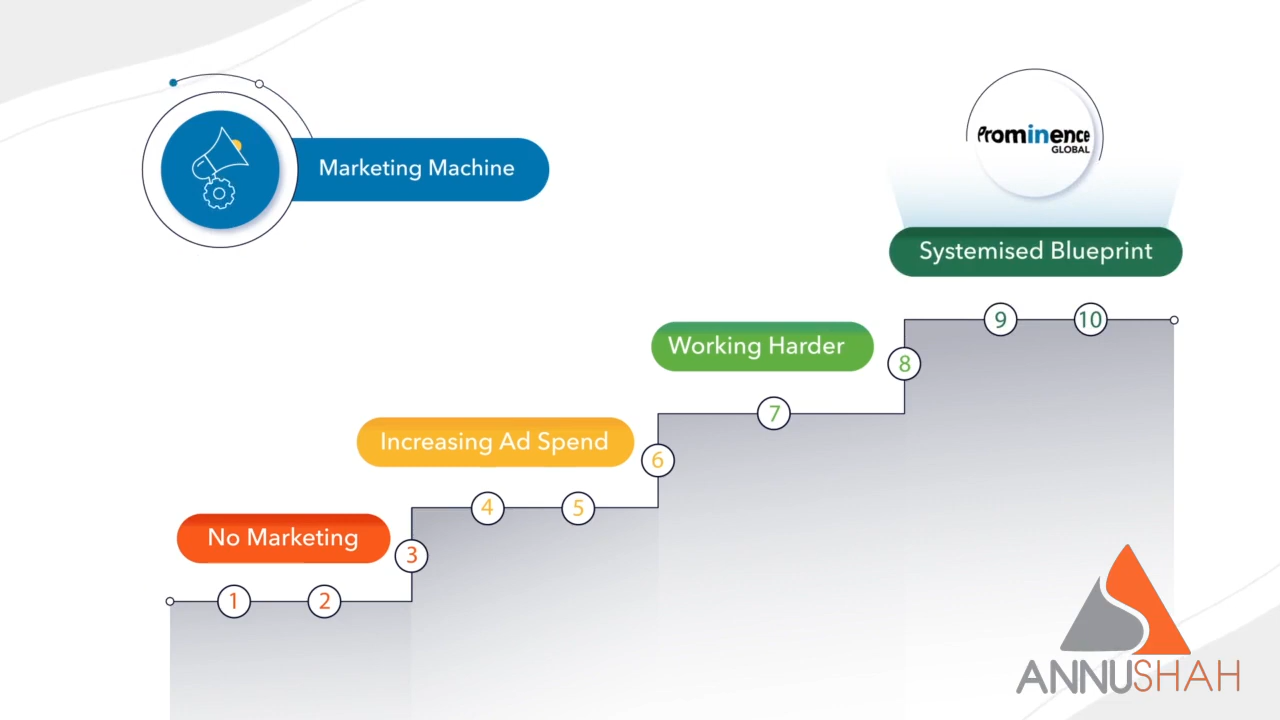 Marketing Machine
Prominence
GLOBAL
Systemised Blueprint
9
10
Working Harder
8
7
Increasing Ad Spend
6
4
5
No Marketing
3
1
2
ANNUSHAH